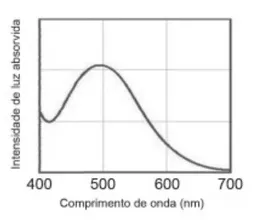 Intensidade de luz absorvida
400 500 600 700
Comprimento de onda (nm)